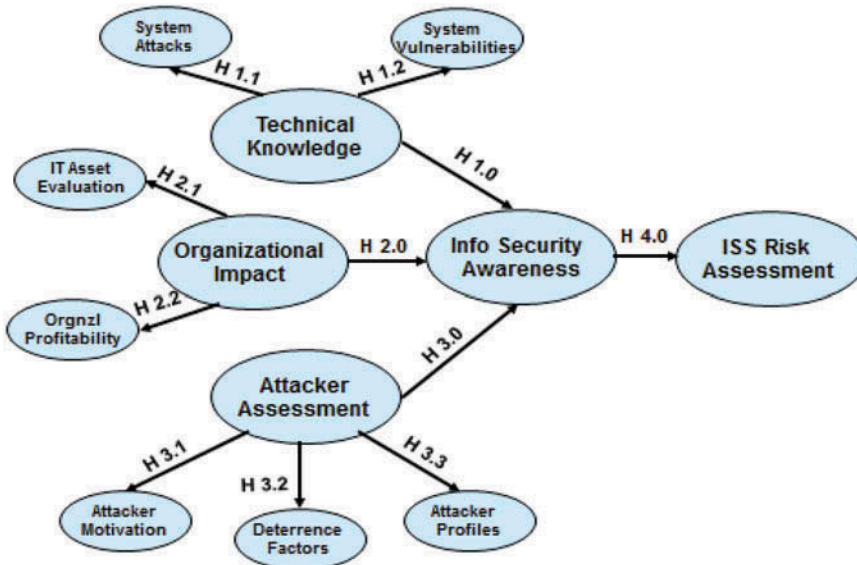 System
Attacks
System
Vulnerabilities
H 1.1
H 1.2
Technical
Knowledge
H 1.0
IT Asset
Evaluation
H 2.1
Organizational
Impact
H 2.0
Info Security
Awareness
H 4.0
ISS Risk
Assessment
H 2.2
Orgnzl
Profitability
H 3.0
Attacker
Assessment
H 3.1
H 3.2
H 3.3
Attacker
Motivation
Deterrence
Factors
Attacker
Profiles